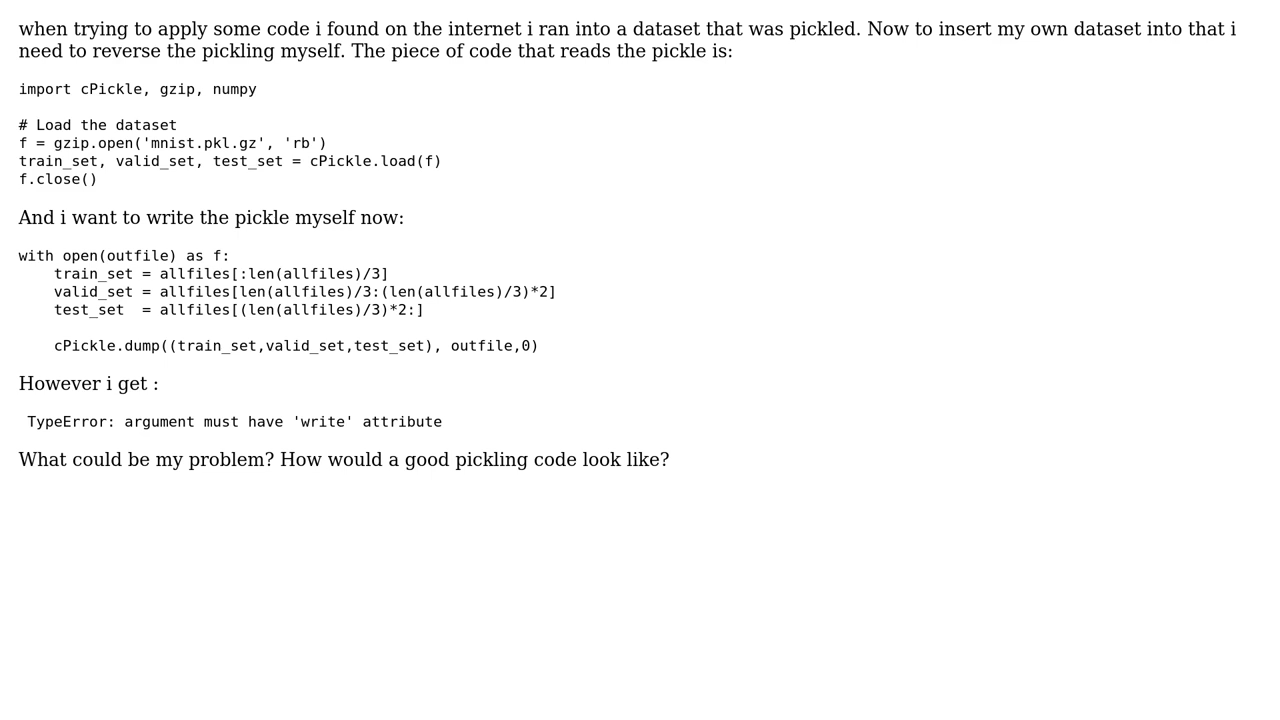 when trying to apply some code i found on the internet i ran into a dataset that was pickled. Now to insert my own dataset into that i
need to reverse the pickling myself. The piece of code that reads the pickle is:
import cPickle, gzip, numpy
# Load the dataset
f = gzip.open('mnist.pkl.gz', 'rb')
train_set, valid_set, test_set = cPickle.load(f)
f.close()
And i want to write the pickle myself now:
with open(outfile) as f:
    train_set = allfiles[:len(allfiles)/3]
    valid_set = allfiles[len(allfiles)/3:(len(allfiles)/3)*2]
    test_set  = allfiles[(len(allfiles)/3)*2:]
    cPickle.dump((train_set,valid_set,test_set), outfile,0)
However i get :
 TypeError: argument must have 'write' attribute
What could be my problem? How would a good pickling code look like?